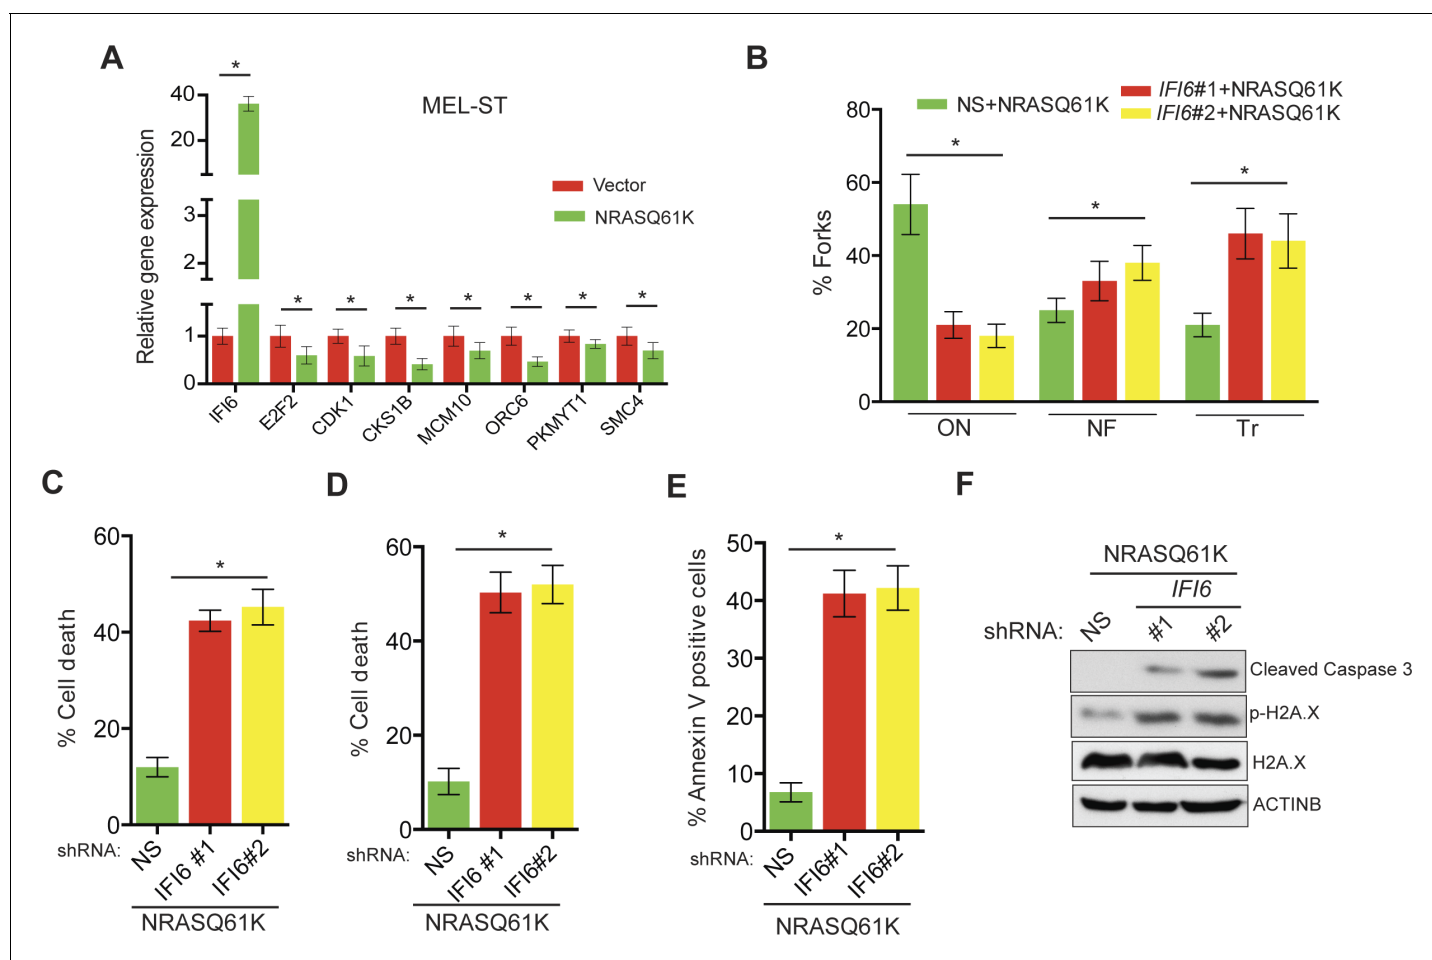 A
*
MEL-ST
Relative gene expression
40
20
3
2
1
0
Vector
NRASQ61K
* * * * * * *
IFI6 E2F2 CDK1 CKS1B MCM10 ORC6 PKMYT1 SMC4
B
NS+NRASQ61K
IFI6#1+NRASQ61K
IFI6#2+NRASQ61K
% Forks
80
60
40
20
0
* * *
ON NF Tr
C
% Cell death
60
40
20
0
*
shRNA: NS IFI6 #1 IFI6#2
NRASQ61K
D
% Cell death
60
40
20
0
*
shRNA: NS IFI6 #1 IFI6#2
NRASQ61K
E
% Annexin V positive cells
50
40
30
20
10
0
*
shRNA: NS IFI6#1 IFI6#2
NRASQ61K
F
NRASQ61K
IFI6
shRNA: NS #1 #2
Cleaved Caspase 3
p-H2A.X
H2A.X
ACTINB